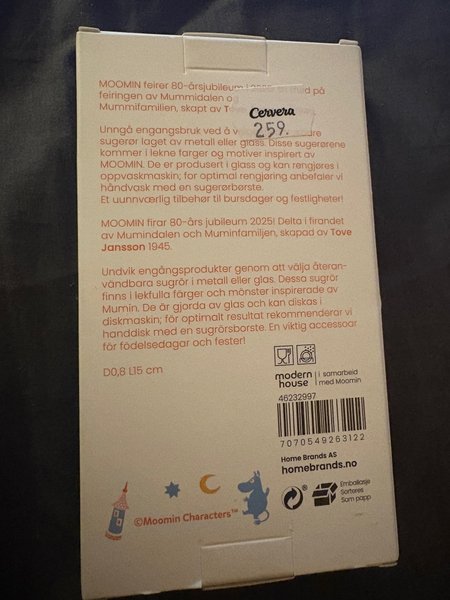 MOOMIN feirer 80-årsjubileum i
feiringen av Mummidalen og
Mummifamilien, skapt av
Cervera
259.
Unngå engangsbruk ved å
sugerør laget av metall eller glass. Disse sugerørene
kommer i lekne farger og motiver inspirert av
MOOMIN. De er produsert i glass og kan rengjøres i
oppvaskmaskin; for optimal rengjøring anbefaler vi
håndvask med en sugerørbørste.
Et uunnværlig tilbehør til bursdager og festligheter!
MOOMIN firar 80-års jubileum 2025! Delta i firandet
av Mumindalen och Muminfamiljen, skapad av Tove
Jansson 1945.
Undvik engångsprodukter genom att välja återan-
vändbara sugrör i metall eller glas. Dessa sugrör
finns i lekfulla färger och mönster inspirerade av
Mumin. De är gjorda av glas och kan diskas i
diskmaskin; för optimalt resultat rekommenderar vi
handdisk med en sugrörsborste. En viktig accessoar
för födelsedagar och fester!
D0,8 L15 cm
modern house
i samarbeid med Moomin
46232997
7070549263122
Home Brands AS
homebrands.no
Emballasje
Sorteres
Som papp
©Moomin Characters™